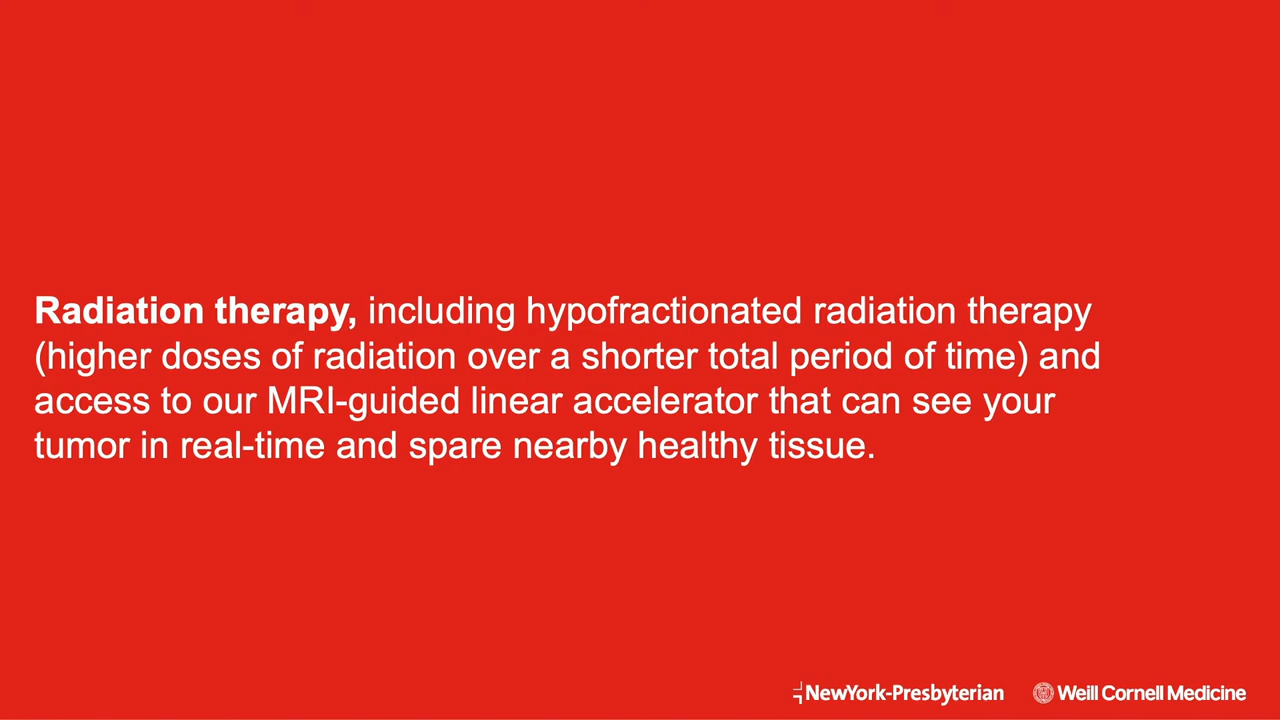 Radiation therapy, including hypofractionated radiation therapy
(higher doses of radiation over a shorter total period of time) and
access to our MRI-guided linear accelerator that can see your
tumor in real-time and spare nearby healthy tissue.
NewYork-Presbyterian Weill Cornell Medicine